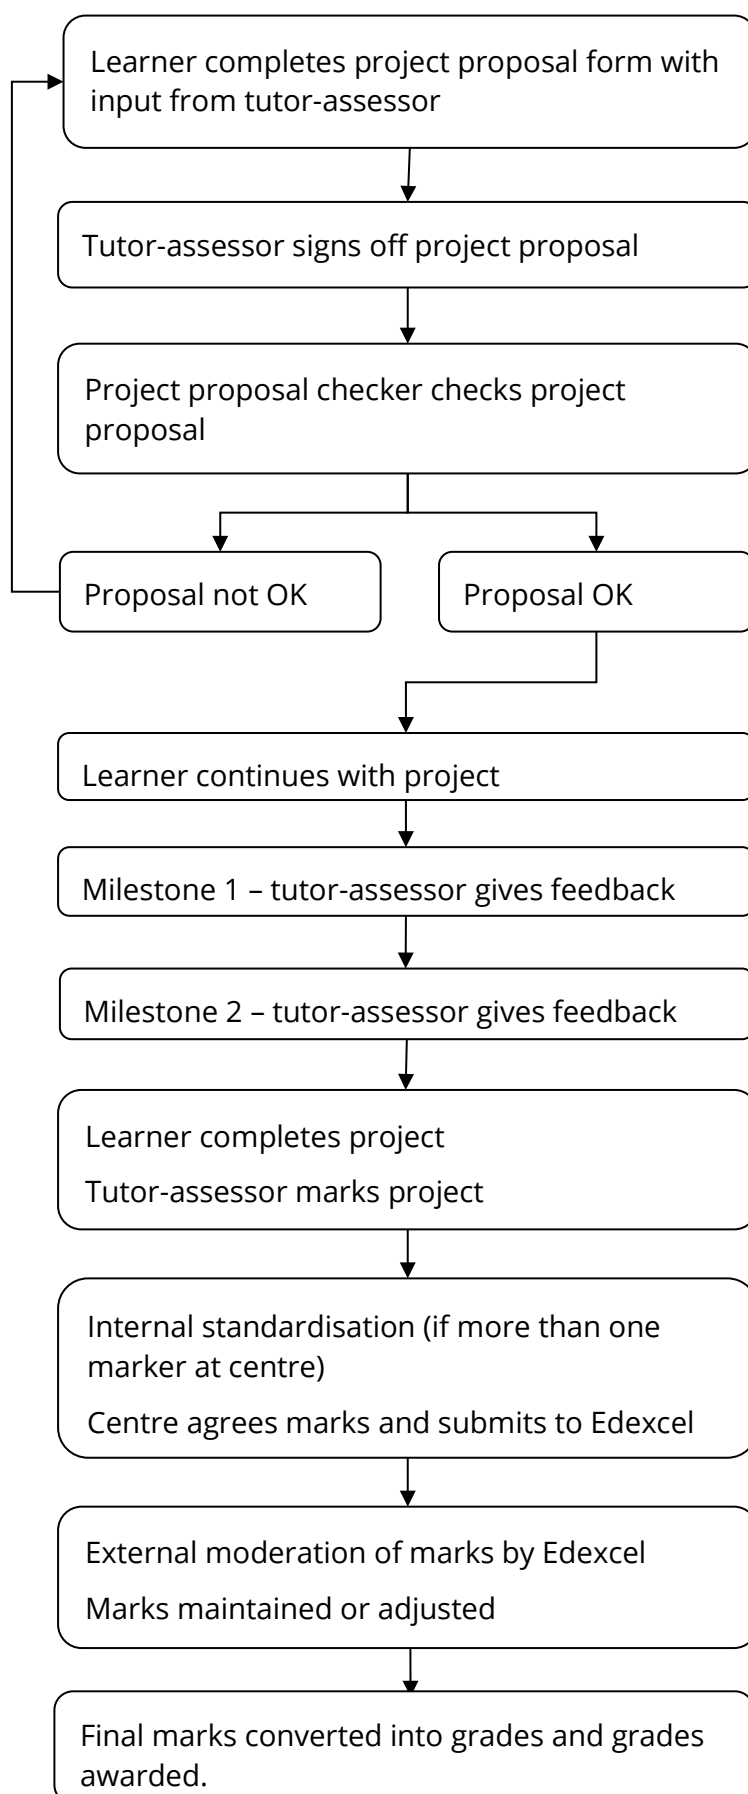 Learner completes project proposal form with
input from tutor-assessor
Tutor-assessor signs off project proposal
Project proposal checker checks project
proposal
Proposal not OK
Proposal OK
Learner continues with project
Milestone 1 – tutor-assessor gives feedback
Milestone 2 – tutor-assessor gives feedback
Learner completes project
Tutor-assessor marks project
Internal standardisation (if more than one
marker at centre)
Centre agrees marks and submits to Edexcel
External moderation of marks by Edexcel
Marks maintained or adjusted
Final marks converted into grades and grades
awarded.